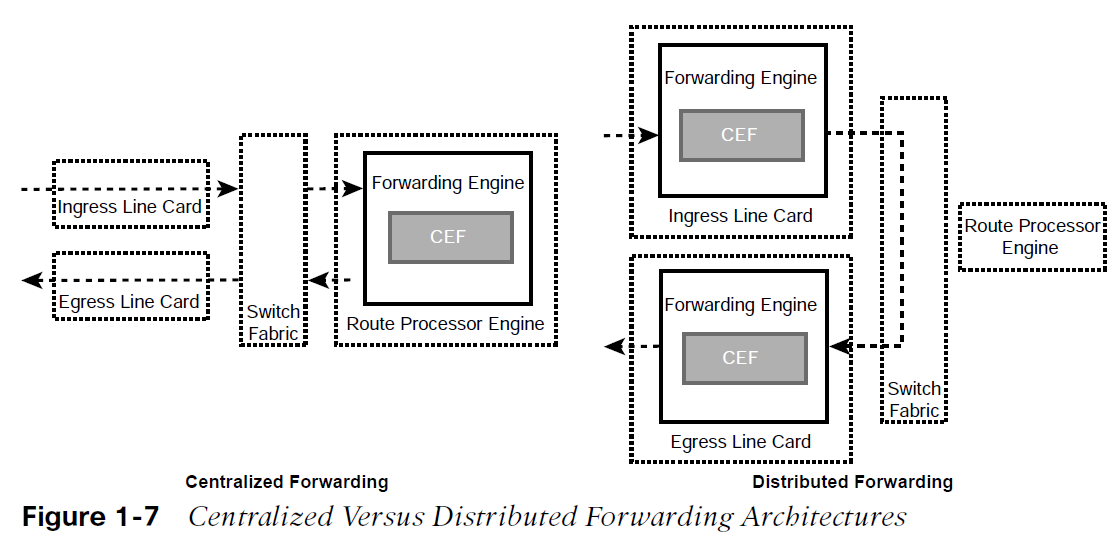 Forwarding Engine
CEF
Ingress Line Card
Egress Line Card
Switch
Fabric
Route Processor Engine
Forwarding Engine
CEF
Ingress Line Card
Forwarding Engine
CEF
Egress Line Card
Switch
Fabric
Route Processor
Engine
Centralized Forwarding
Distributed Forwarding
Figure 1-7 Centralized Versus Distributed Forwarding Architectures